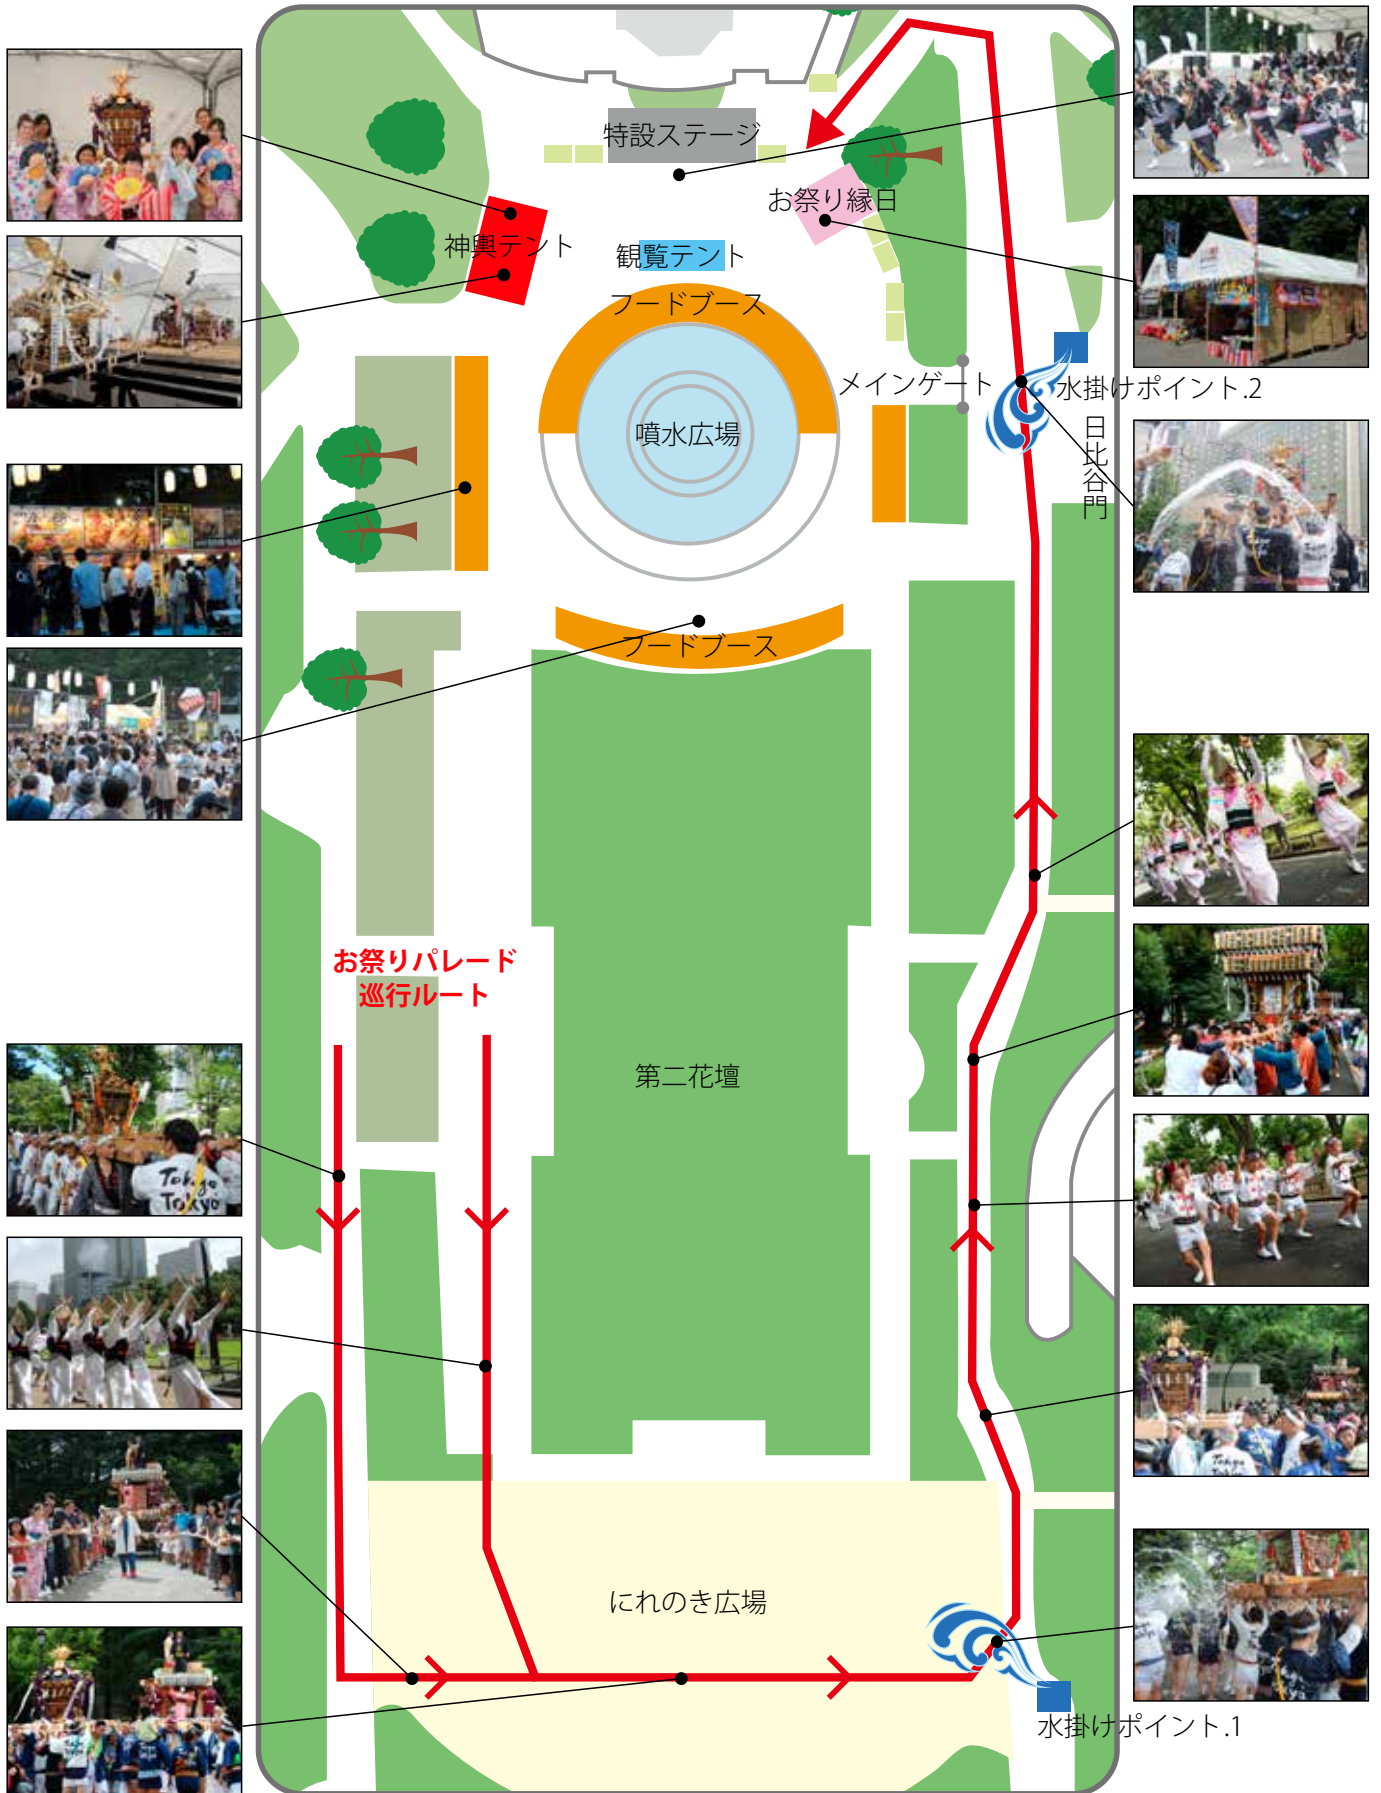 特設ステージ
お祭り縁日
神輿テント
観覧テント
フードブース
メインゲート
水掛けポイント.2
噴水広場
日比谷門
フードブース
お祭りパレード
巡行ルート
第二花壇
Tokyo
Tokyo
Tokyo
にれのき広場
水掛けポイント.1